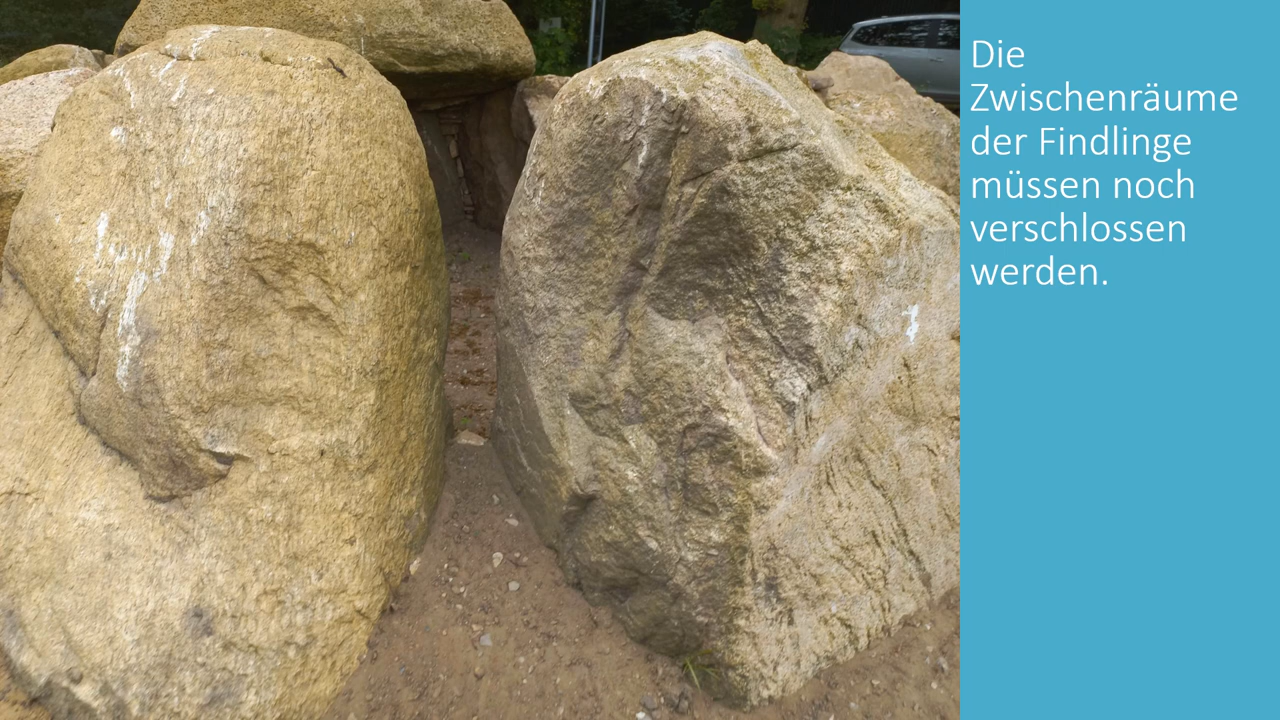 Die
Zwischenräume
der Findlinge
müssen noch
verschlossen
werden.